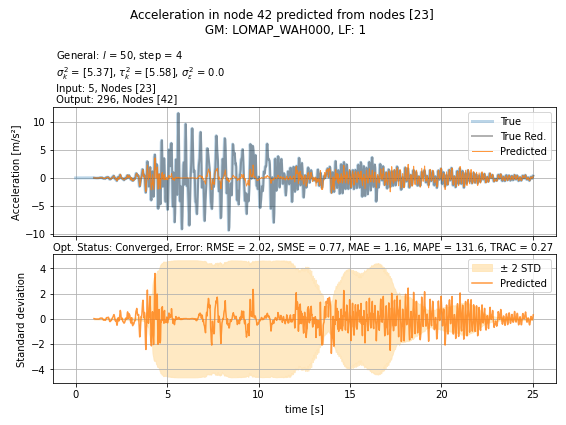 Acceleration in node 42 predicted from nodes [23]
GM: LOMAP_WAH000, LF: 1
General: l = 50, step = 4
σ²ₖ = [5.37], τ²ₖ = [5.58], σ²ε = 0.0
Input: 5, Nodes [23]
Output: 296, Nodes [42]
Acceleration [m/s²]
10
5
0
−5
−10
True
True Red.
Predicted
Opt. Status: Converged, Error: RMSE = 2.02, SMSE = 0.77, MAE = 1.16, MAPE = 131.6, TRAC = 0.27
Standard deviation
4
2
0
−2
−4
± 2 STD
Predicted
0 5 10 15 20 25
time [s]